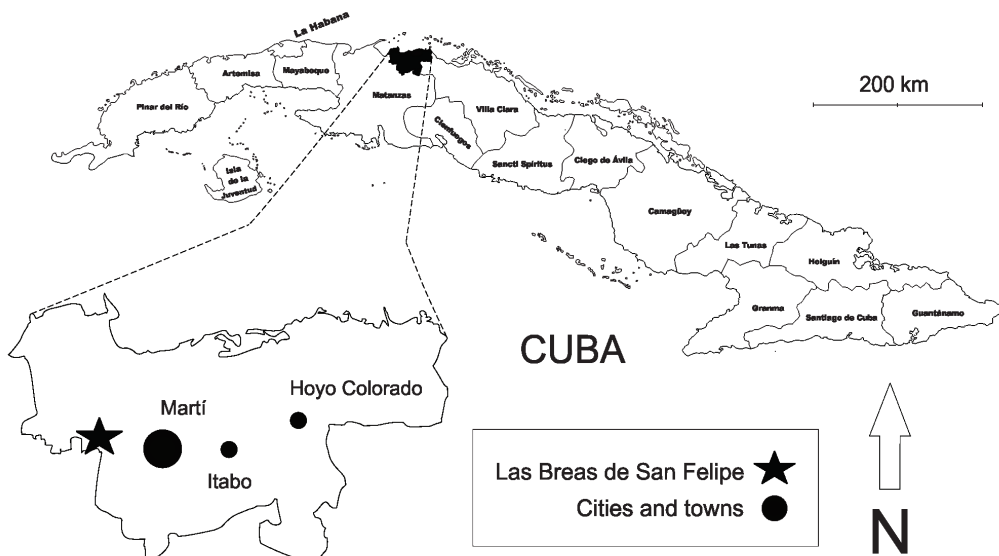 La Habana
Artemisa
Mayabeque
Pinar del Río
Matanzas
Villa Clara
Cienfuegos
Isla
de la
Juventud
Sancti Spíritus
Ciego de Ávila
Camagüey
Las Tunas
Holguín
Granma
Santiago de Cuba
Guantánamo
200 km
CUBA
Hoyo Colorado
Martí
Itabo
Las Breas de San Felipe
Cities and towns
N